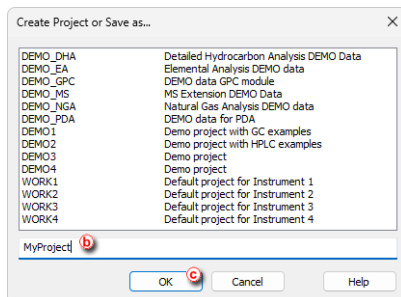 Create Project or Save as...
DEMO_DHA Detailed Hydrocarbon Analysis DEMO Data
DEMO_EA Elemental Analysis DEMO data
DEMO_GPC DEMO data GPC module
DEMO_MS MS Extension DEMO Data
DEMO_NGA Natural Gas Analysis DEMO data
DEMO_PDA DEMO data for PDA
DEMO1 Demo project with GC examples
DEMO2 Demo project with HPLC examples
DEMO3 Demo project
DEMO4 Demo project
WORK1 Default project for Instrument 1
WORK2 Default project for Instrument 2
WORK3 Default project for Instrument 3
WORK4 Default project for Instrument 4
MyProject b
OK c Cancel Help